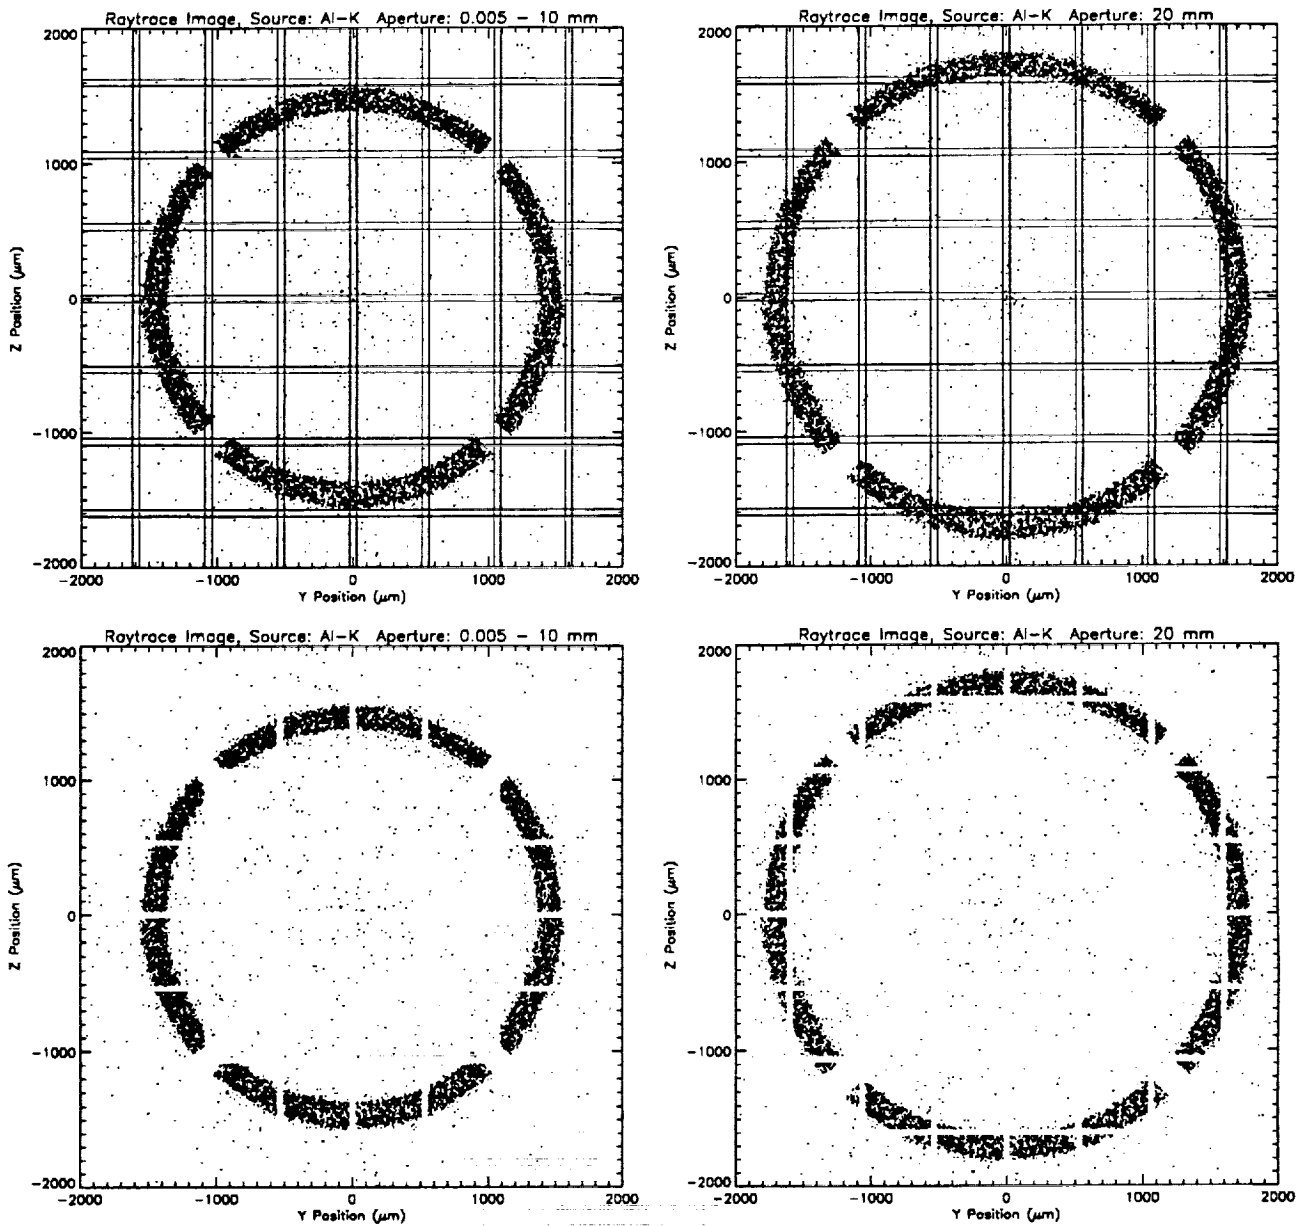 Raytrace Image, Source: Al-K Aperture: 0.005 - 10 mm
2000
1000
0
-1000
-2000
Z Position (μm)
-2000 -1000 0 1000 2000
Y Position (μm)
Raytrace Image, Source: Al-K Aperture: 20 mm
2000
1000
0
-1000
-2000
Z Position (μm)
-2000 -1000 0 1000 2000
Y Position (μm)
Raytrace Image, Source: Al-K Aperture: 0.005 - 10 mm
2000
1000
0
-1000
-2000
Z Position (μm)
-2000 -1000 0 1000 2000
Y Position (μm)
Raytrace Image, Source: Al-K Aperture: 20 mm
2000
1000
0
-1000
-2000
Z Position (μm)
-2000 -1000 0 1000 2000
Y Position (μm)